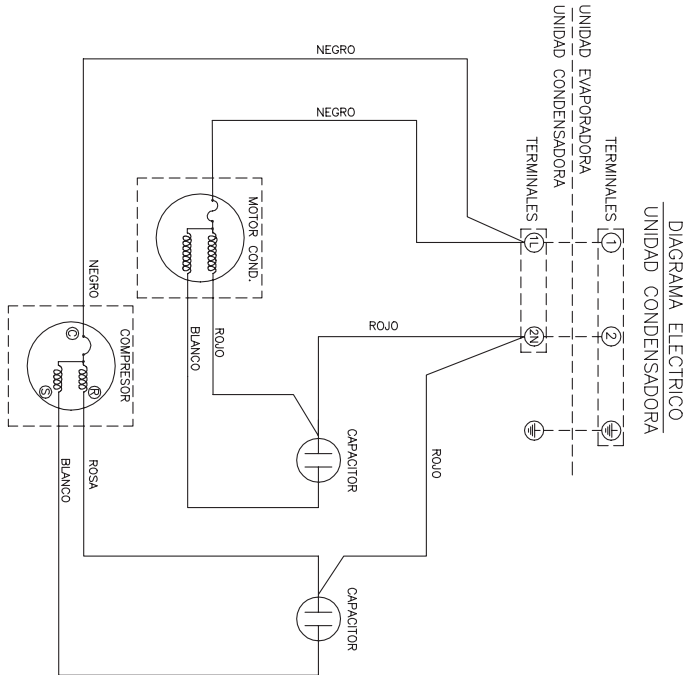 DIAGRAMA ELECTRICO
UNIDAD CONDENSADORA
TERMINALES
1
2
UNIDAD EVAPORADORA
UNIDAD CONDENSADORA
TERMINALES
1L
2N
NEGRO
NEGRO
ROJO
ROJO
MOTOR COND.
ROJO
BLANCO
CAPACITOR
NEGRO
COMPRESOR
C
R
S
ROSA
BLANCO
CAPACITOR